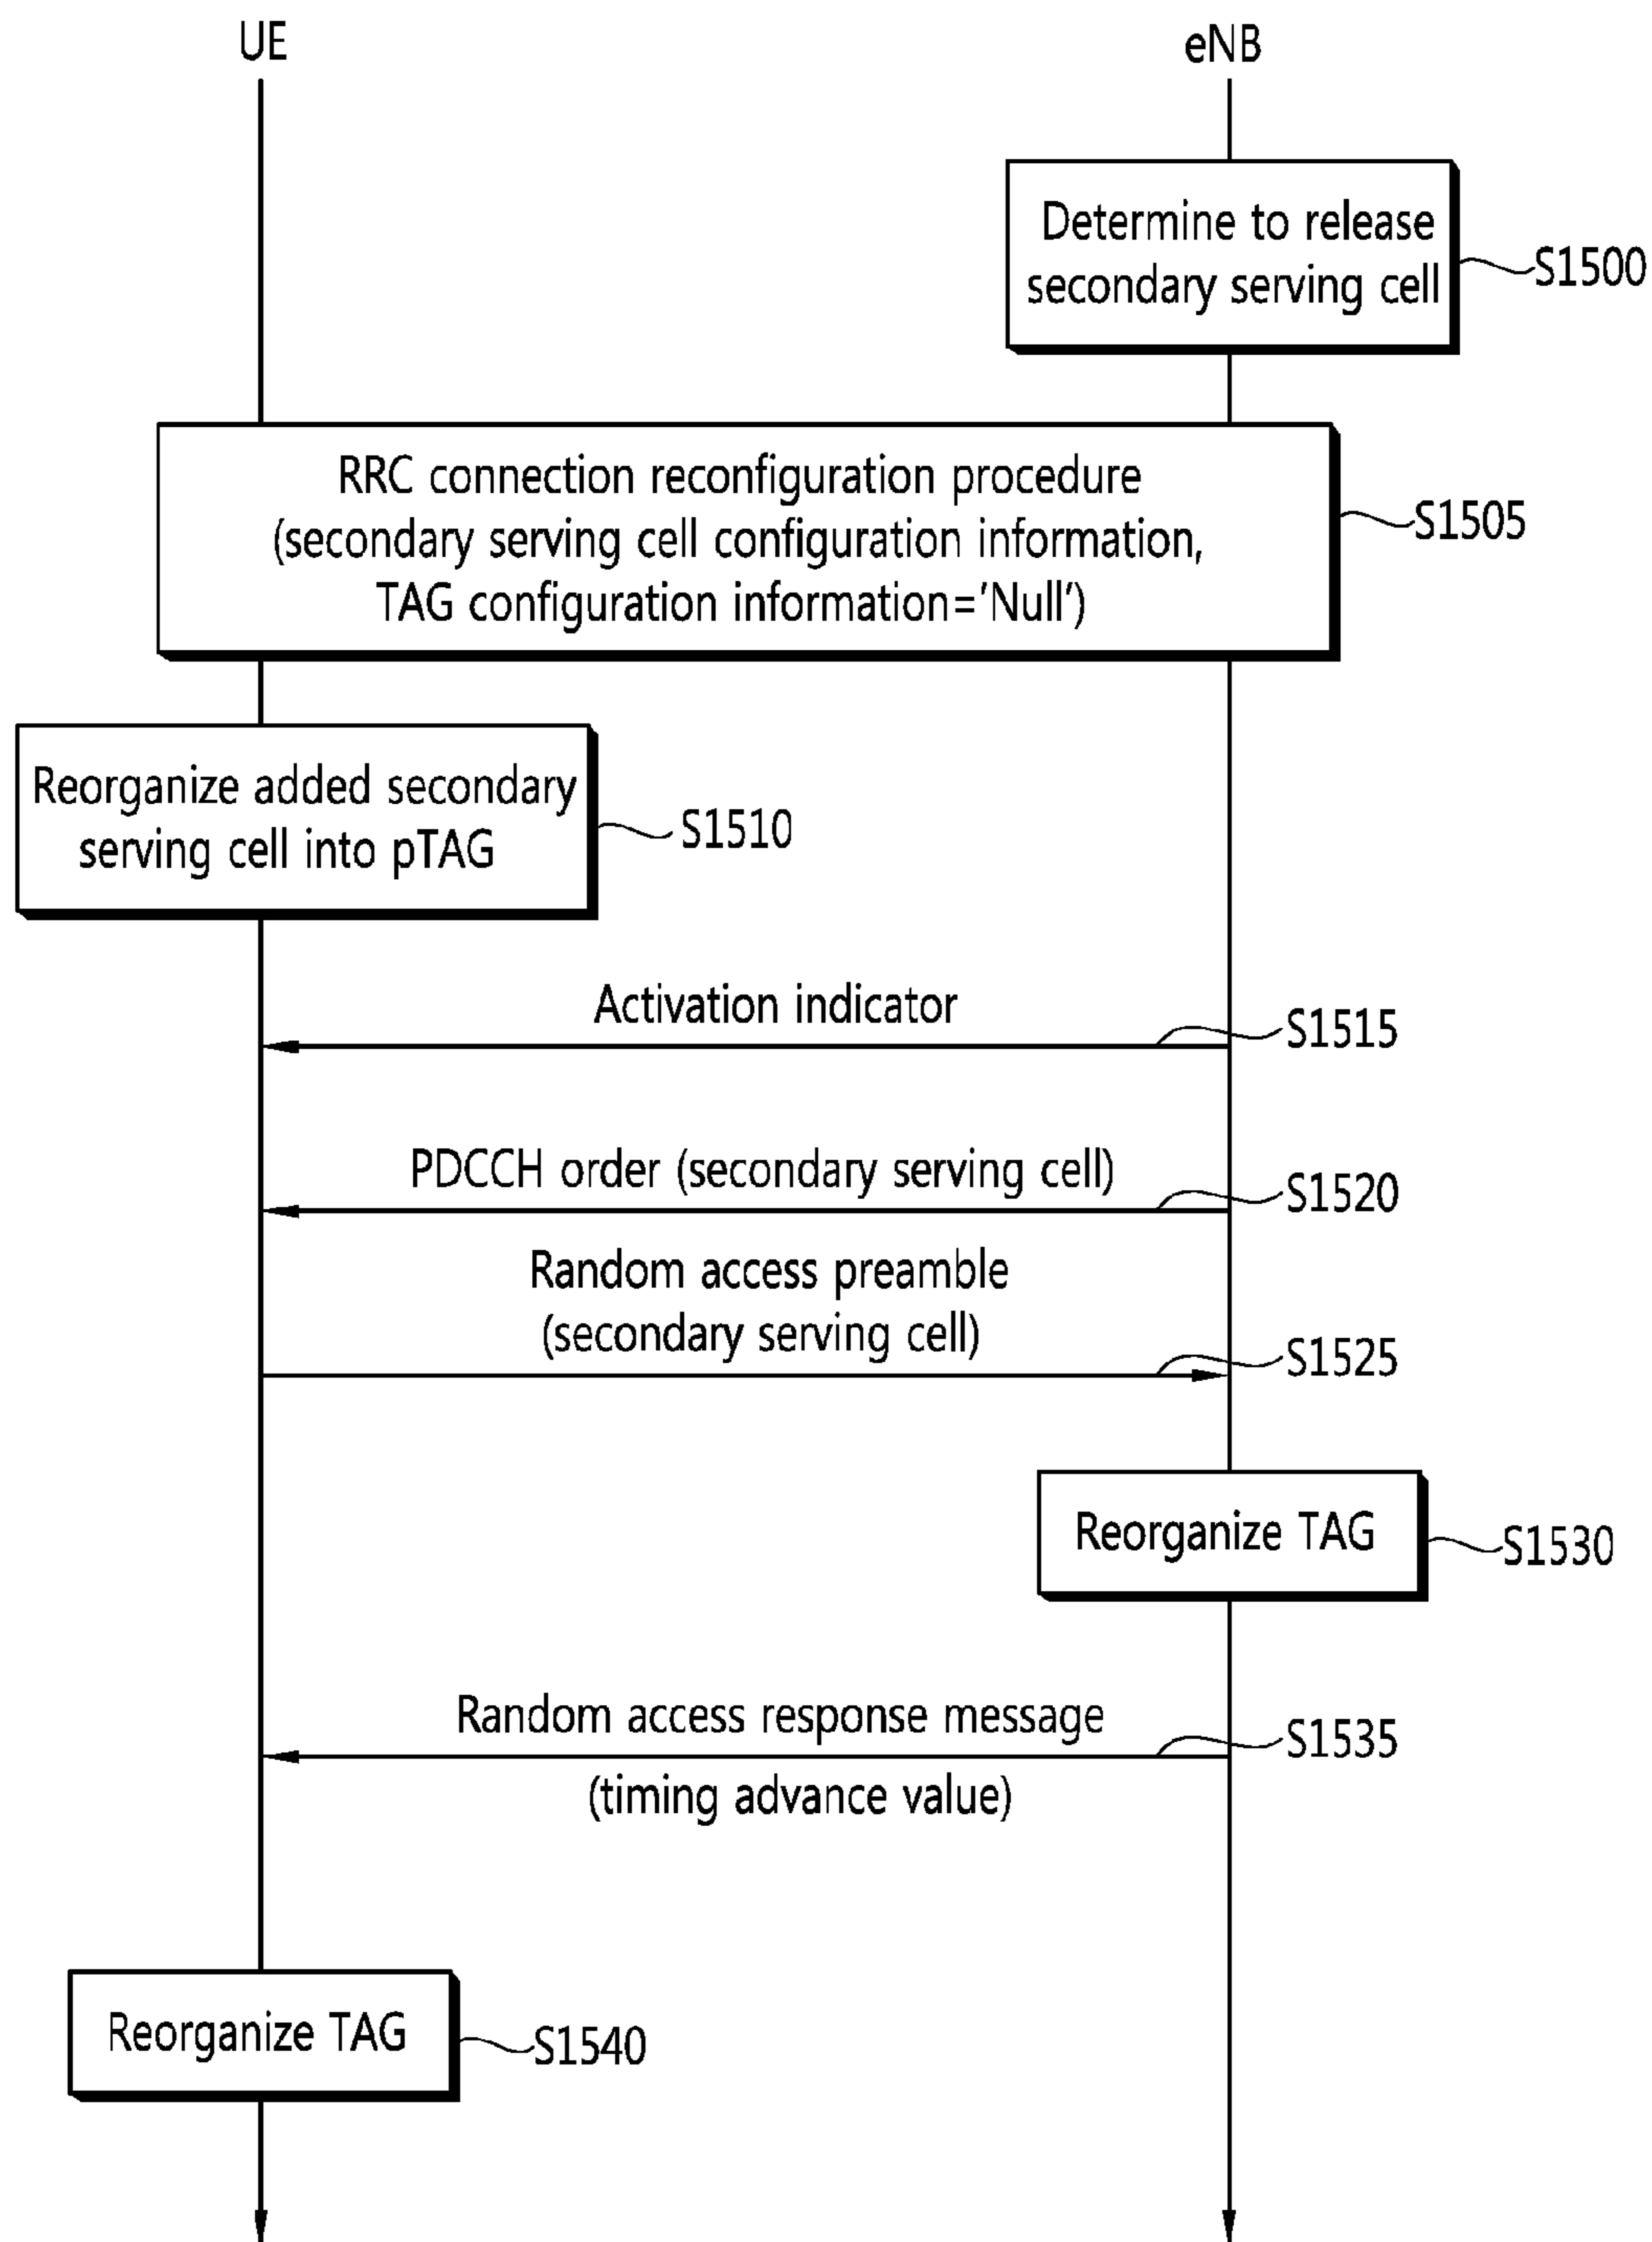 UE
eNB
Determine to release
secondary serving cell
S1500
RRC connection reconfiguration procedure
(secondary serving cell configuration information,
TAG configuration information='Null')
S1505
Reorganize added secondary
serving cell into pTAG
S1510
Activation indicator
S1515
PDCCH order (secondary serving cell)
S1520
Random access preamble
(secondary serving cell)
S1525
Reorganize TAG
S1530
Random access response message
S1535
(timing advance value)
Reorganize TAG
S1540